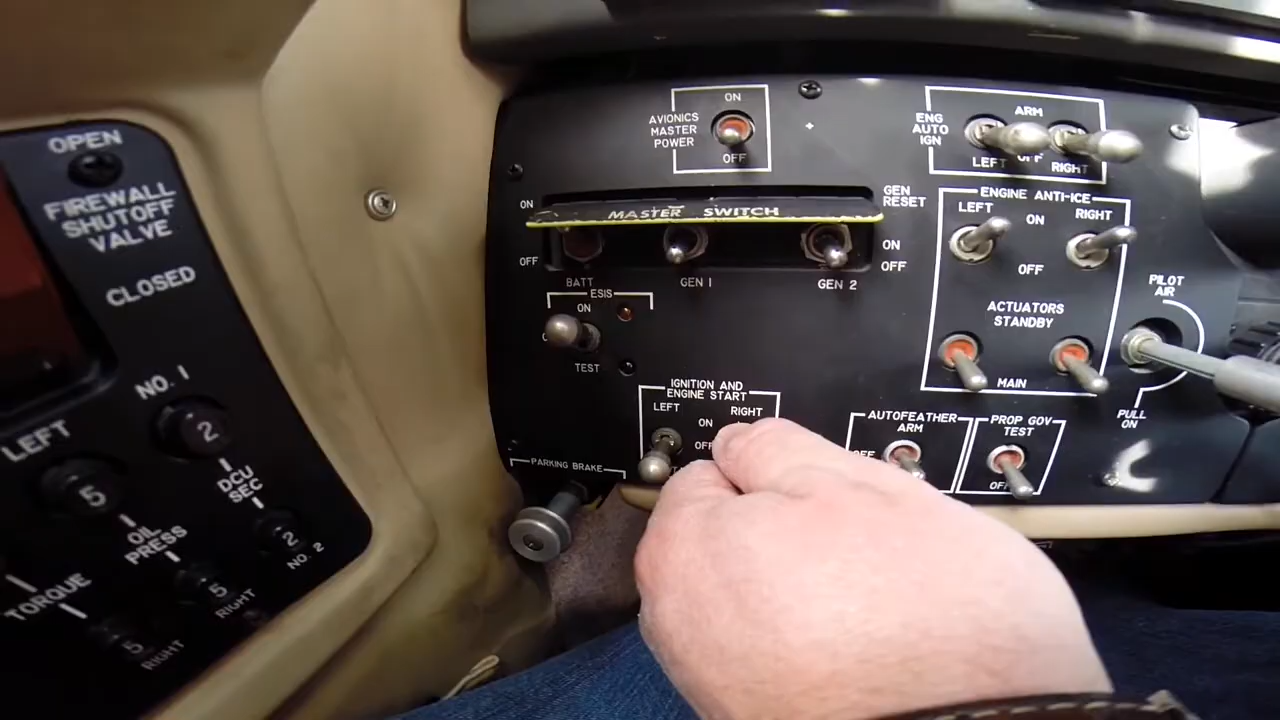 OPEN
FIREWALL
SHUTOFF
VALVE
CLOSED
NO. 1
2
LEFT
5
DCU
SEC
OIL
PRESS
2
NO. 2
TORQUE
5
RIGHT
5
RIGHT
ON
AVIONICS
MASTER
POWER
OFF
ON
MASTER SWITCH
OFF
BATT
GEN 1
GEN 2
GEN
RESET
ON
OFF
ESIS
ON
TEST
IGNITION AND
ENGINE START
LEFT
RIGHT
ON
OFF
PARKING BRAKE
ENG
AUTO
IGN
ARM
OFF
LEFT
RIGHT
ENGINE ANTI-ICE
LEFT
RIGHT
ON
OFF
ACTUATORS
STANDBY
MAIN
PILOT
AIR
PULL
ON
AUTOFEATHER
ARM
OFF
PROP GOV
TEST
OFF